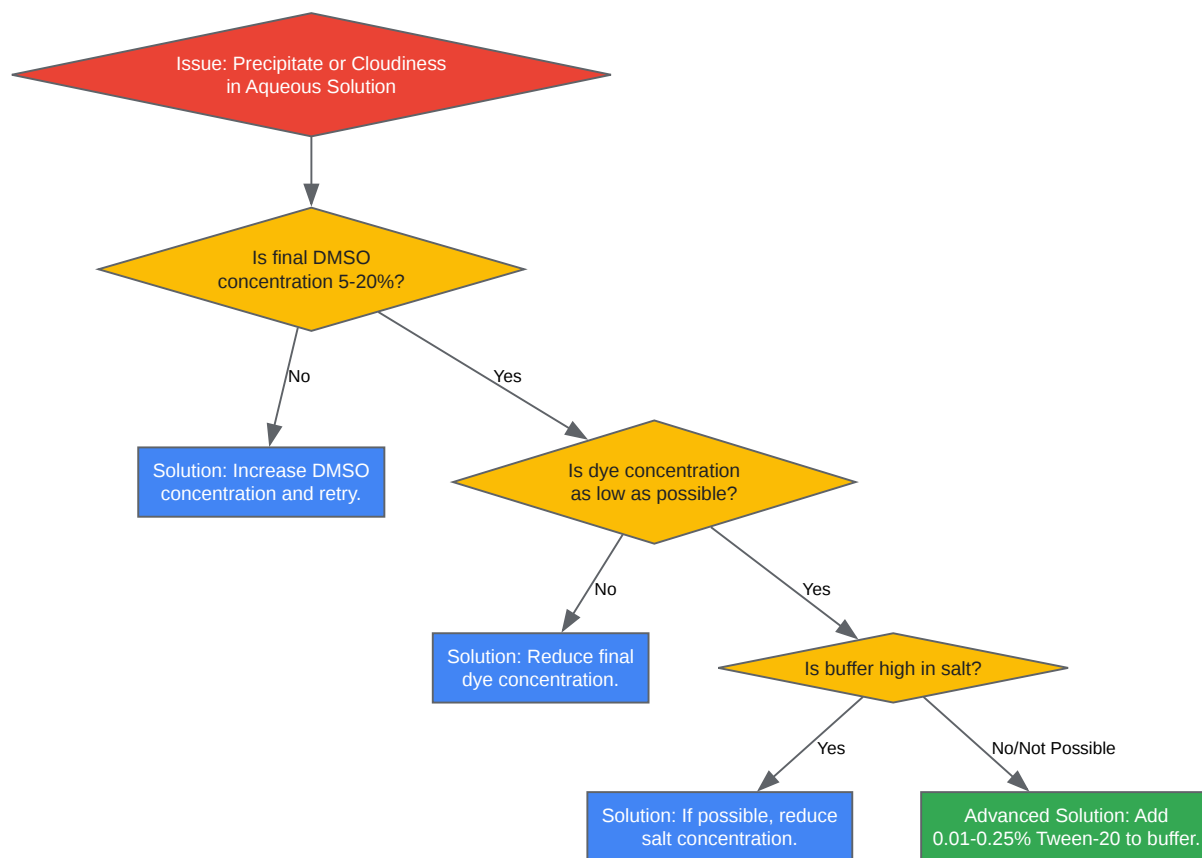 Issue: Precipitate or Cloudiness
in Aqueous Solution
Is final DMSO
concentration 5-20%?
No
Yes
Solution: Increase DMSO
concentration and retry.
Is dye concentration
as low as possible?
No
Yes
Solution: Reduce final
dye concentration.
Is buffer high in salt?
Yes
No/Not Possible
Solution: If possible, reduce
salt concentration.
Advanced Solution: Add
0.01-0.25% Tween-20 to buffer.